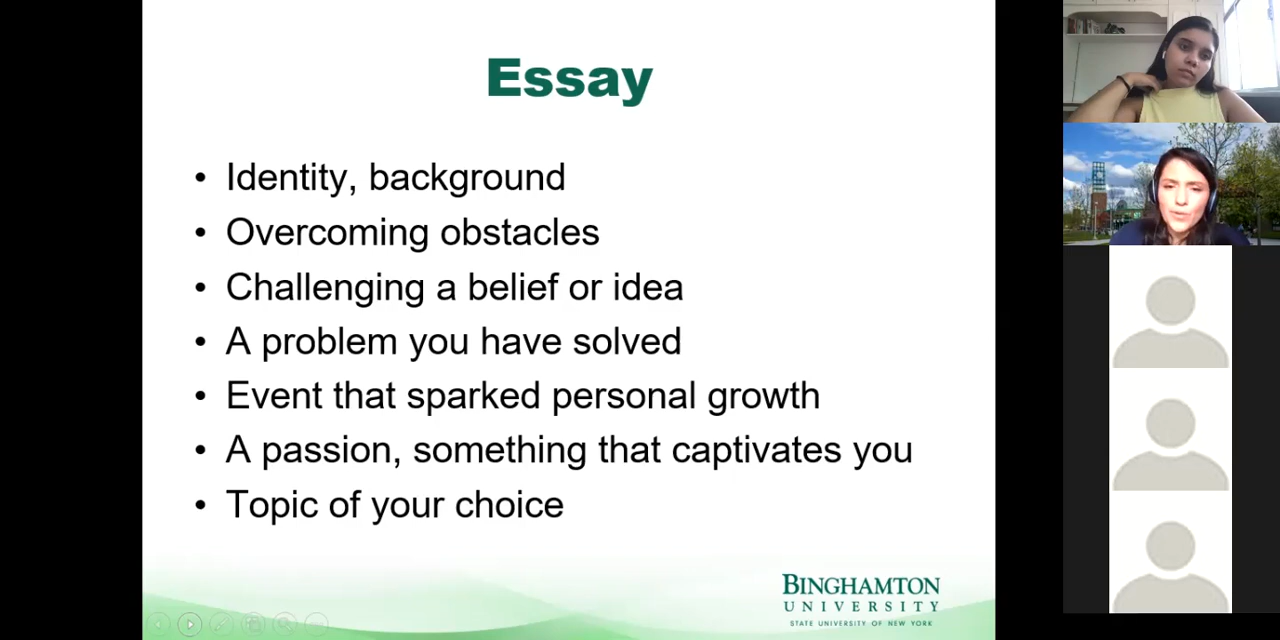 Essay
• Identity, background
• Overcoming obstacles
• Challenging a belief or idea
• A problem you have solved
• Event that sparked personal growth
• A passion, something that captivates you
• Topic of your choice
BINGHAMTON
UNIVERSITY
STATE UNIVERSITY OF NEW YORK